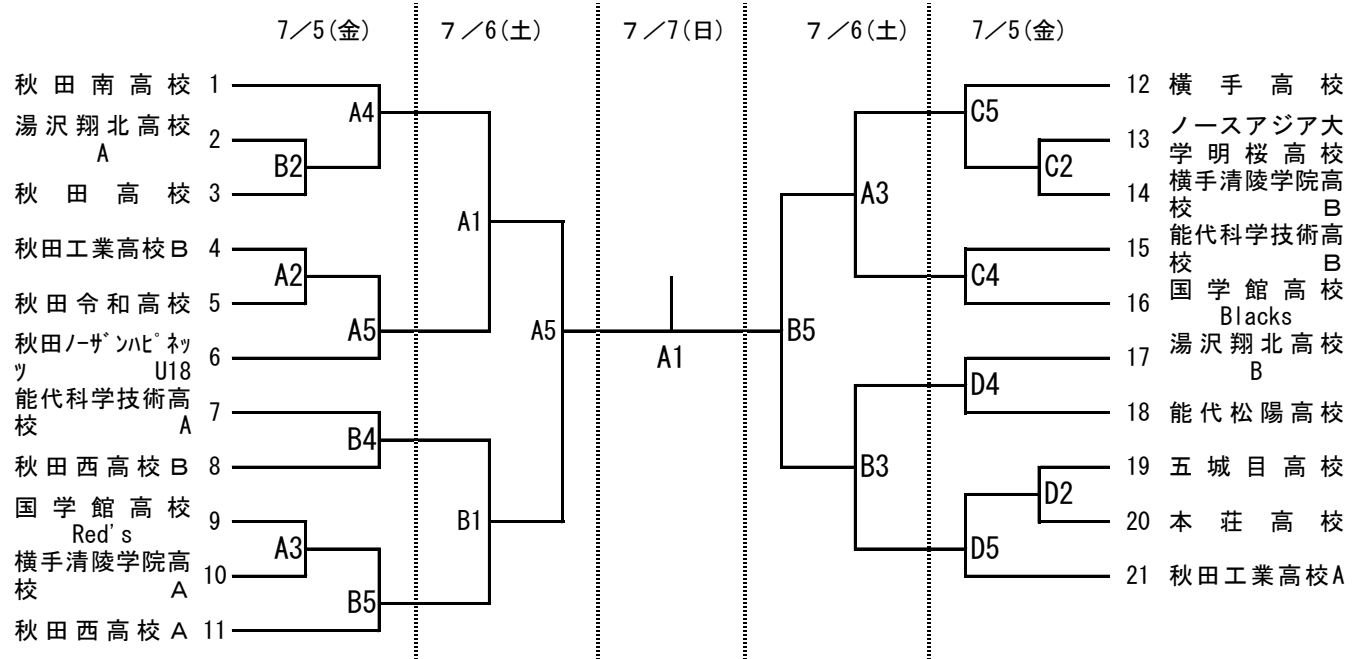 7／5(金)
７／6(土)
７／7(日)
７／6(土)
7／5(金)
秋田南高校 1
湯沢翔北高校
A
2
秋田高校 3
秋田工業高校Ｂ 4
秋田令和高校 5
秋田ﾉｰｻﾞﾝﾊﾋﾟﾈｯ
ﾂ U18
6
能代科学技術高
校 A
7
秋田西高校Ｂ 8
国学館高校
Red's
9
横手清陵学院高
校 Ａ
10
秋田西高校Ａ 11
A4
B2
A2
A5
B4
A3
B5
A1
B1
A5
A1
B5
A3
B3
C5
C2
C4
D4
D2
D5
12 横手高校
13 ノースアジア大
学明桜高校
14 横手清陵学院高
校 Ｂ
15 能代科学技術高
校 Ｂ
16 国学館高校
Blacks
17 湯沢翔北高校
B
18 能代松陽高校
19 五城目高校
20 本荘高校
21 秋田工業高校A